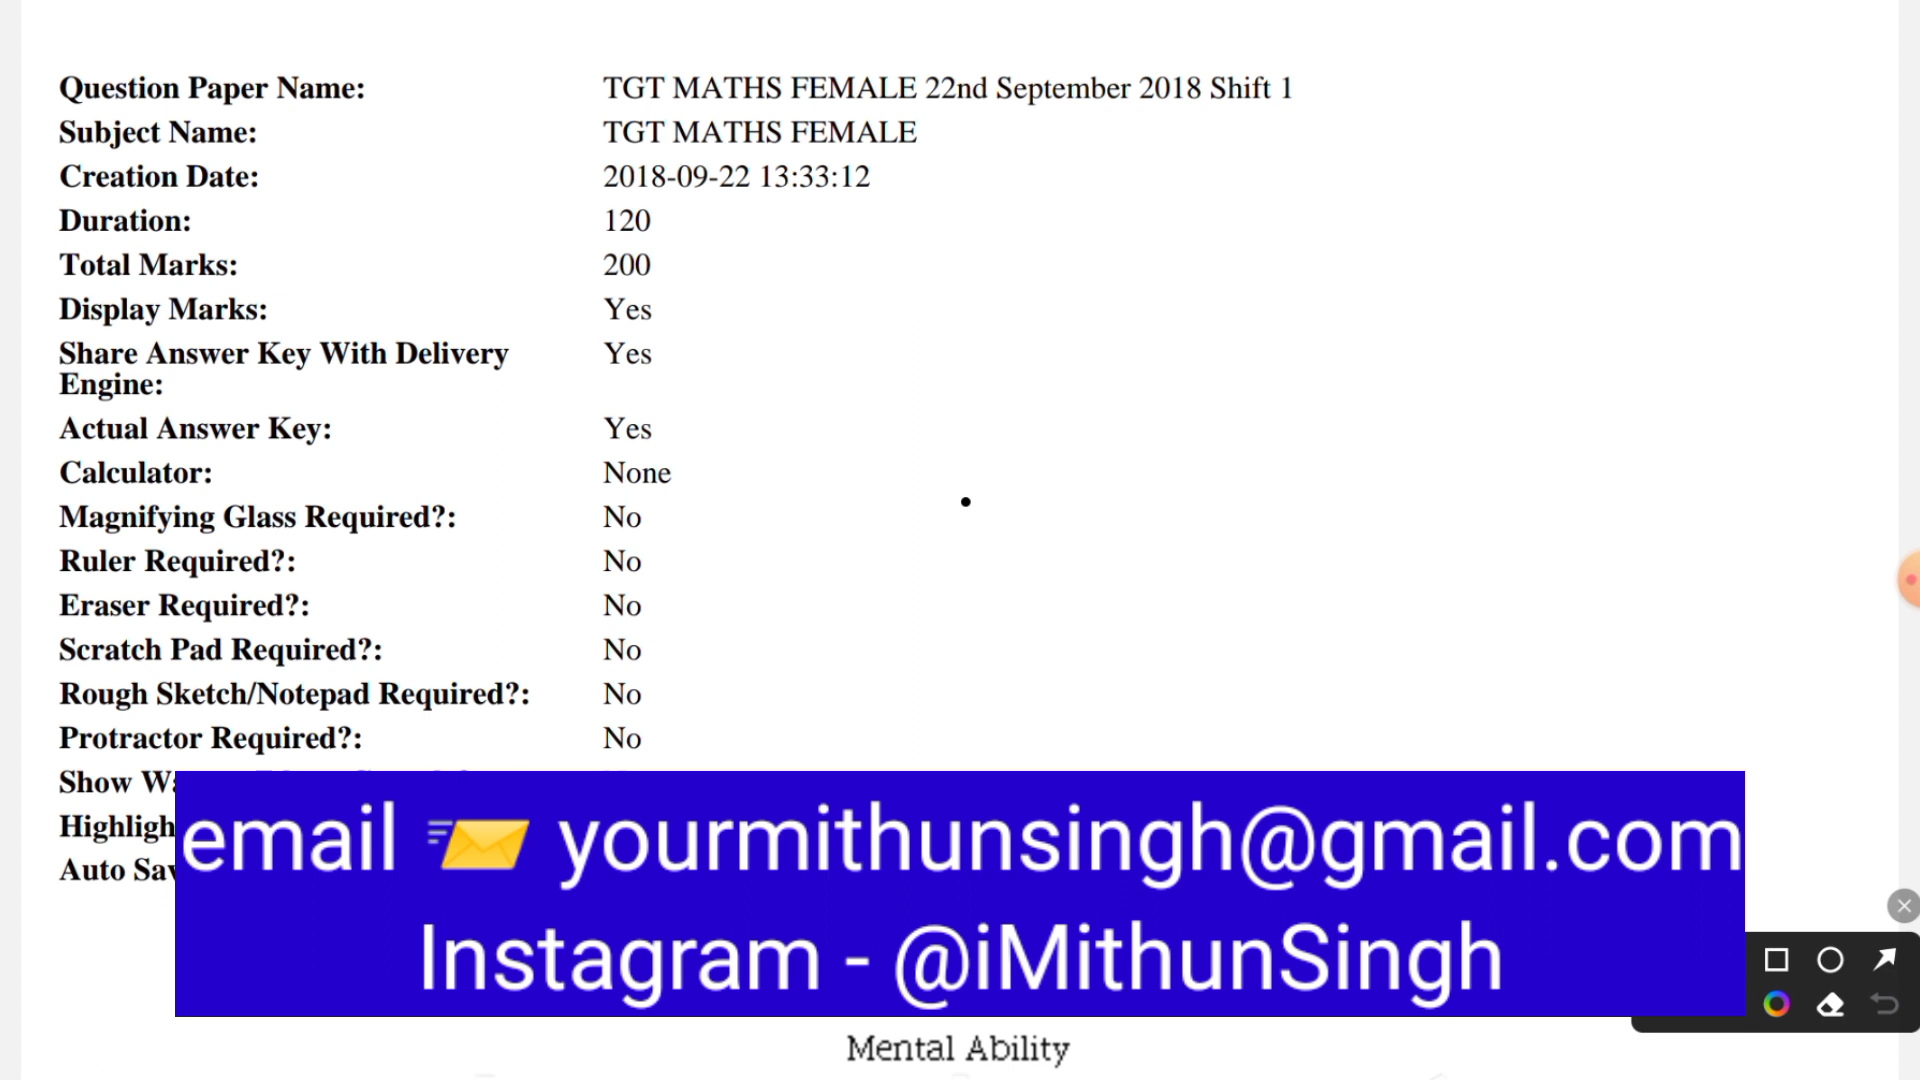 Question Paper Name: TGT MATHS FEMALE 22nd September 2018 Shift 1
Subject Name: TGT MATHS FEMALE
Creation Date: 2018-09-22 13:33:12
Duration: 120
Total Marks: 200
Display Marks: Yes
Share Answer Key With Delivery Yes
Engine:
Actual Answer Key: Yes
Calculator: None
Magnifying Glass Required?: No
Ruler Required?: No
Eraser Required?: No
Scratch Pad Required?: No
Rough Sketch/Notepad Required?: No
Protractor Required?: No
Show
Auto
email yourmithunsingh@gmail.com
Instagram - @iMithunSingh
Mental Ability